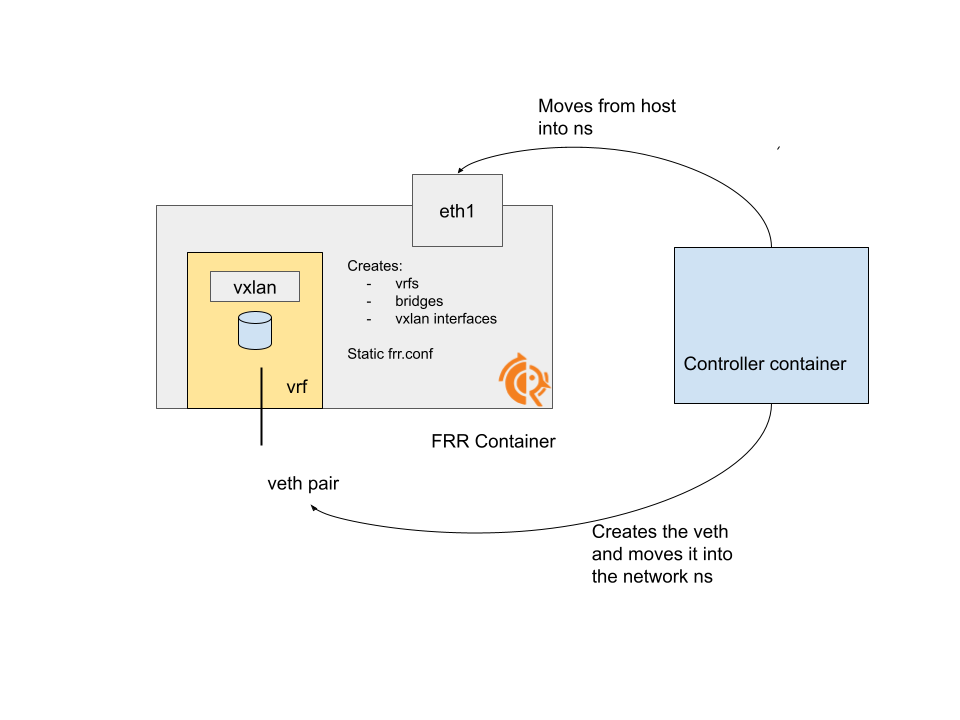 Moves from host
into ns
eth1
Creates:
- vrfs
- bridges
- vxlan interfaces
Static frr.conf
vxlan
vrf
Controller container
FRR Container
veth pair
Creates the veth
and moves it into
the network ns